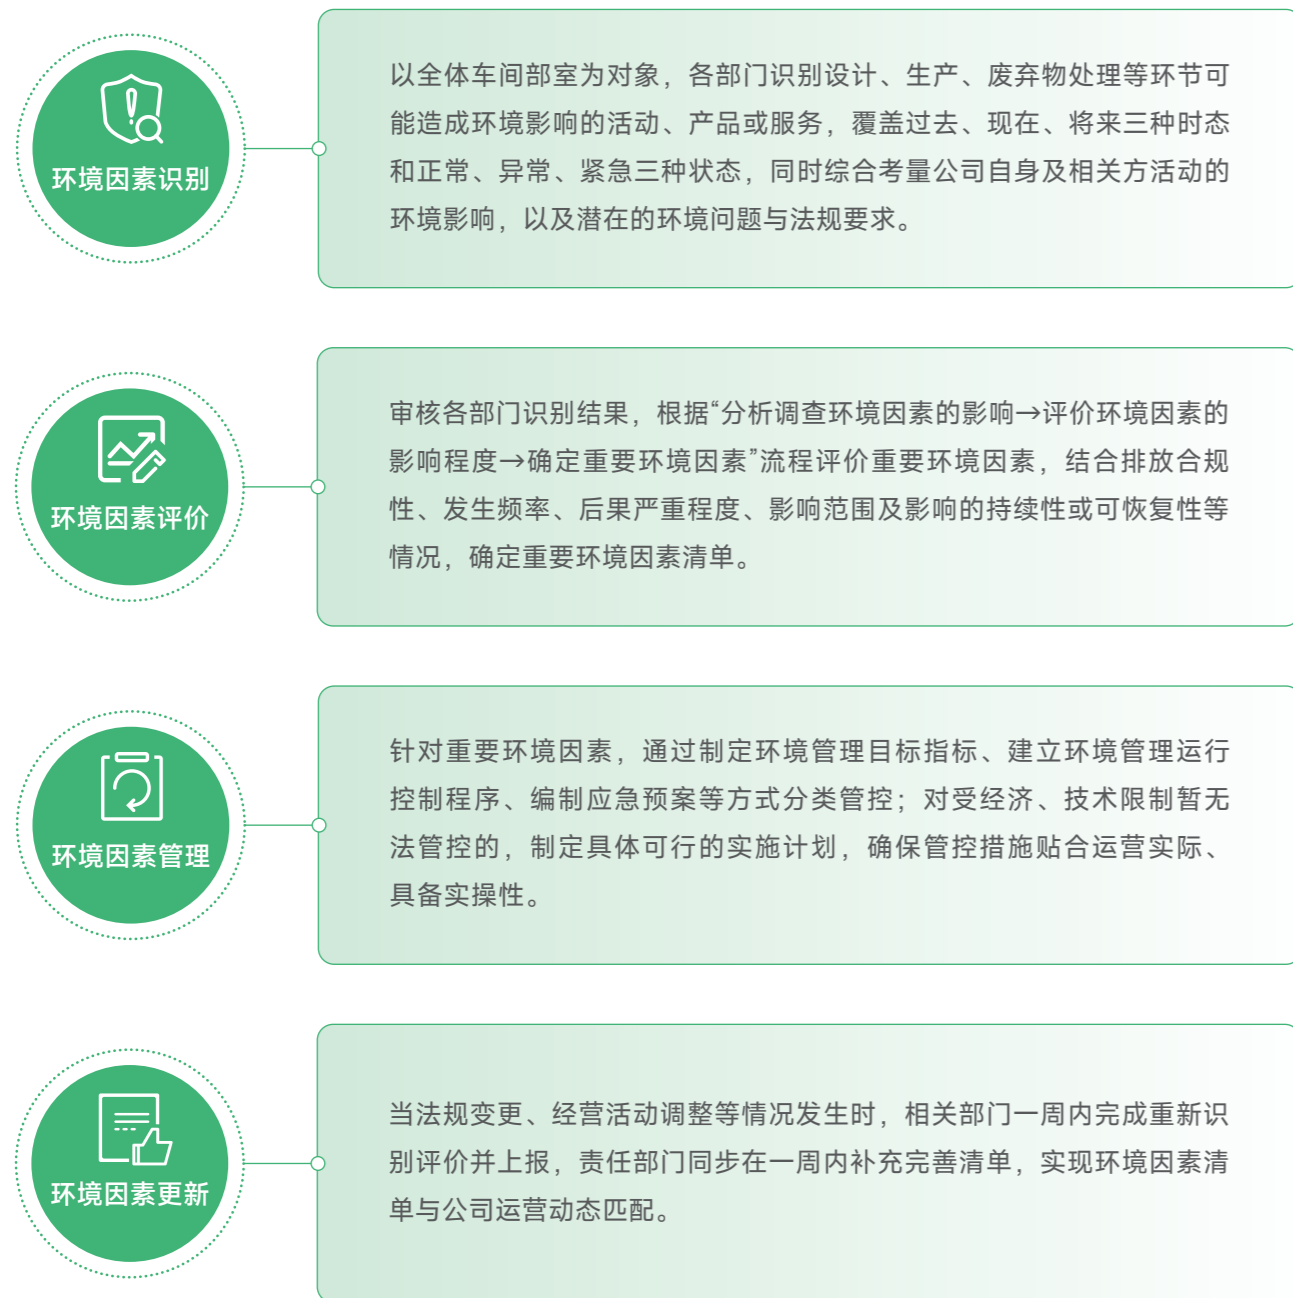 环境因素识别
以全体车间部室为对象，各部门识别设计、生产、废弃物处理等环节可
能造成环境影响的活动、产品或服务，覆盖过去、现在、将来三种时态
和正常、异常、紧急三种状态，同时综合考量公司自身及相关方活动的
环境影响，以及潜在的环境问题与法规要求。
环境因素评价
审核各部门识别结果，根据“分析调查环境因素的影响→评价环境因素的
影响程度→确定重要环境因素”流程评价重要环境因素，结合排放合规
性、发生频率、后果严重程度、影响范围及影响的持续性或可恢复性等
情况，确定重要环境因素清单。
环境因素管理
针对重要环境因素，通过制定环境管理目标指标、建立环境管理运行
控制程序、编制应急预案等方式分类管控；对受经济、技术限制暂无
法管控的，制定具体可行的实施计划，确保管控措施贴合运营实际、
具备实操性。
环境因素更新
当法规变更、经营活动调整等情况发生时，相关部门一周内完成重新识
别评价并上报，责任部门同步在一周内补充完善清单，实现环境因素清
单与公司运营动态匹配。